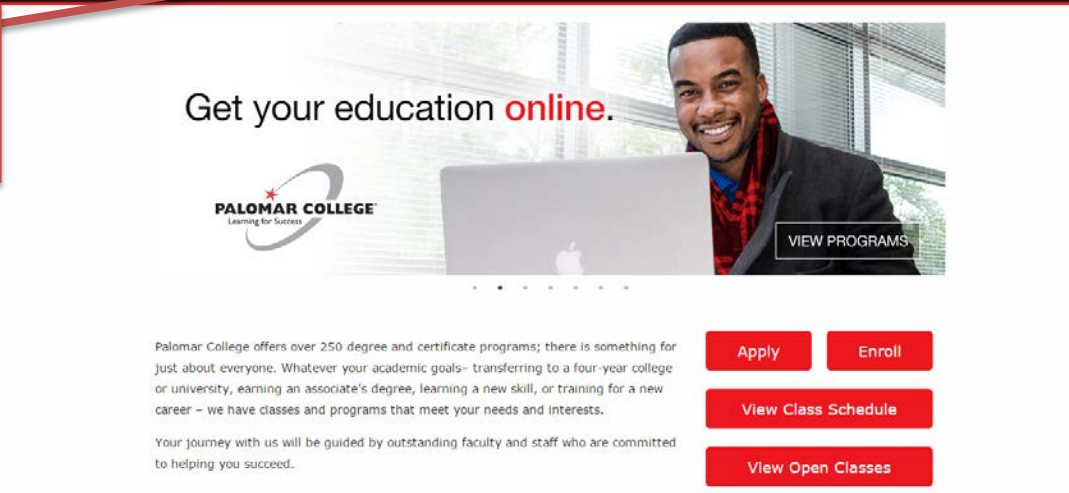 Get your education online.
PALOMAR COLLEGE
Learning for Success
VIEW PROGRAMS
Palomar College offers over 250 degree and certificate programs; there is something for
just about everyone. Whatever your academic goals– transferring to a four-year college
or university, earning an associate's degree, learning a new skill, or training for a new
career – we have classes and programs that meet your needs and interests.
Your journey with us will be guided by outstanding faculty and staff who are committed
to helping you succeed.
Apply
Enroll
View Class Schedule
View Open Classes